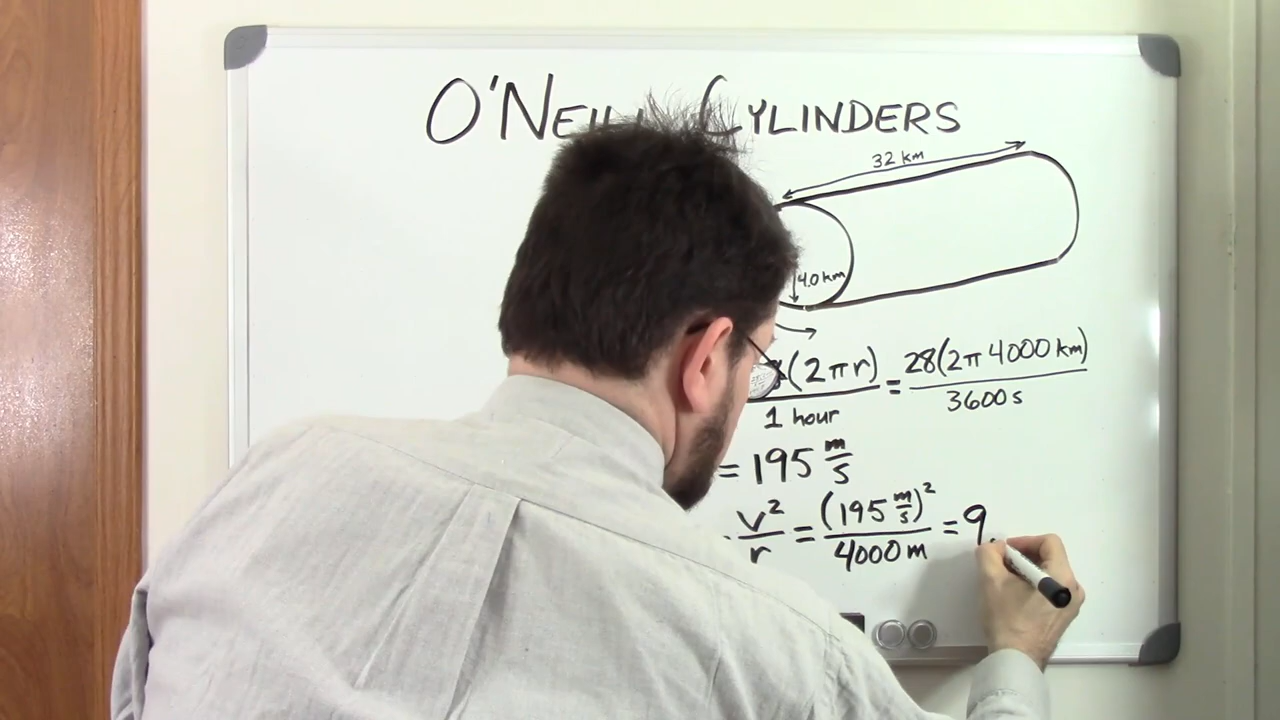 O'NEILL CYLINDERS
32 km
4.0 km
(2πr) / 1 hour = 28(2π 4000 km) / 3600 s
= 195 m/s
v² / r = (195 m/s)² / 4000 m = 9.